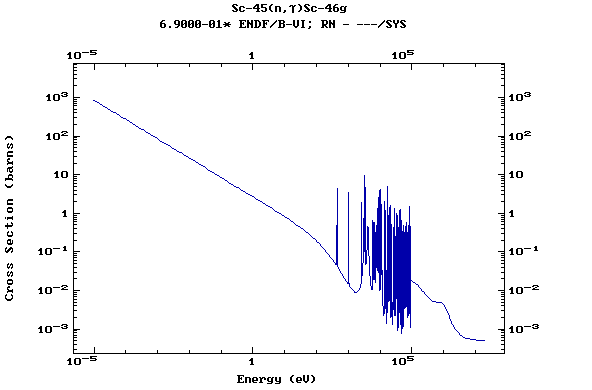 Sc-45(n,γ)Sc-46g
6.9000-01* ENDF/B-VI; RN - ---/SYS
10⁻⁵ 1 10⁵
10³ 10³
10² 10²
10 10
1 1
10⁻¹ 10⁻¹
10⁻² 10⁻²
10⁻³ 10⁻³
Cross Section (barns)
10⁻⁵ 1 10⁵
Energy (eV)